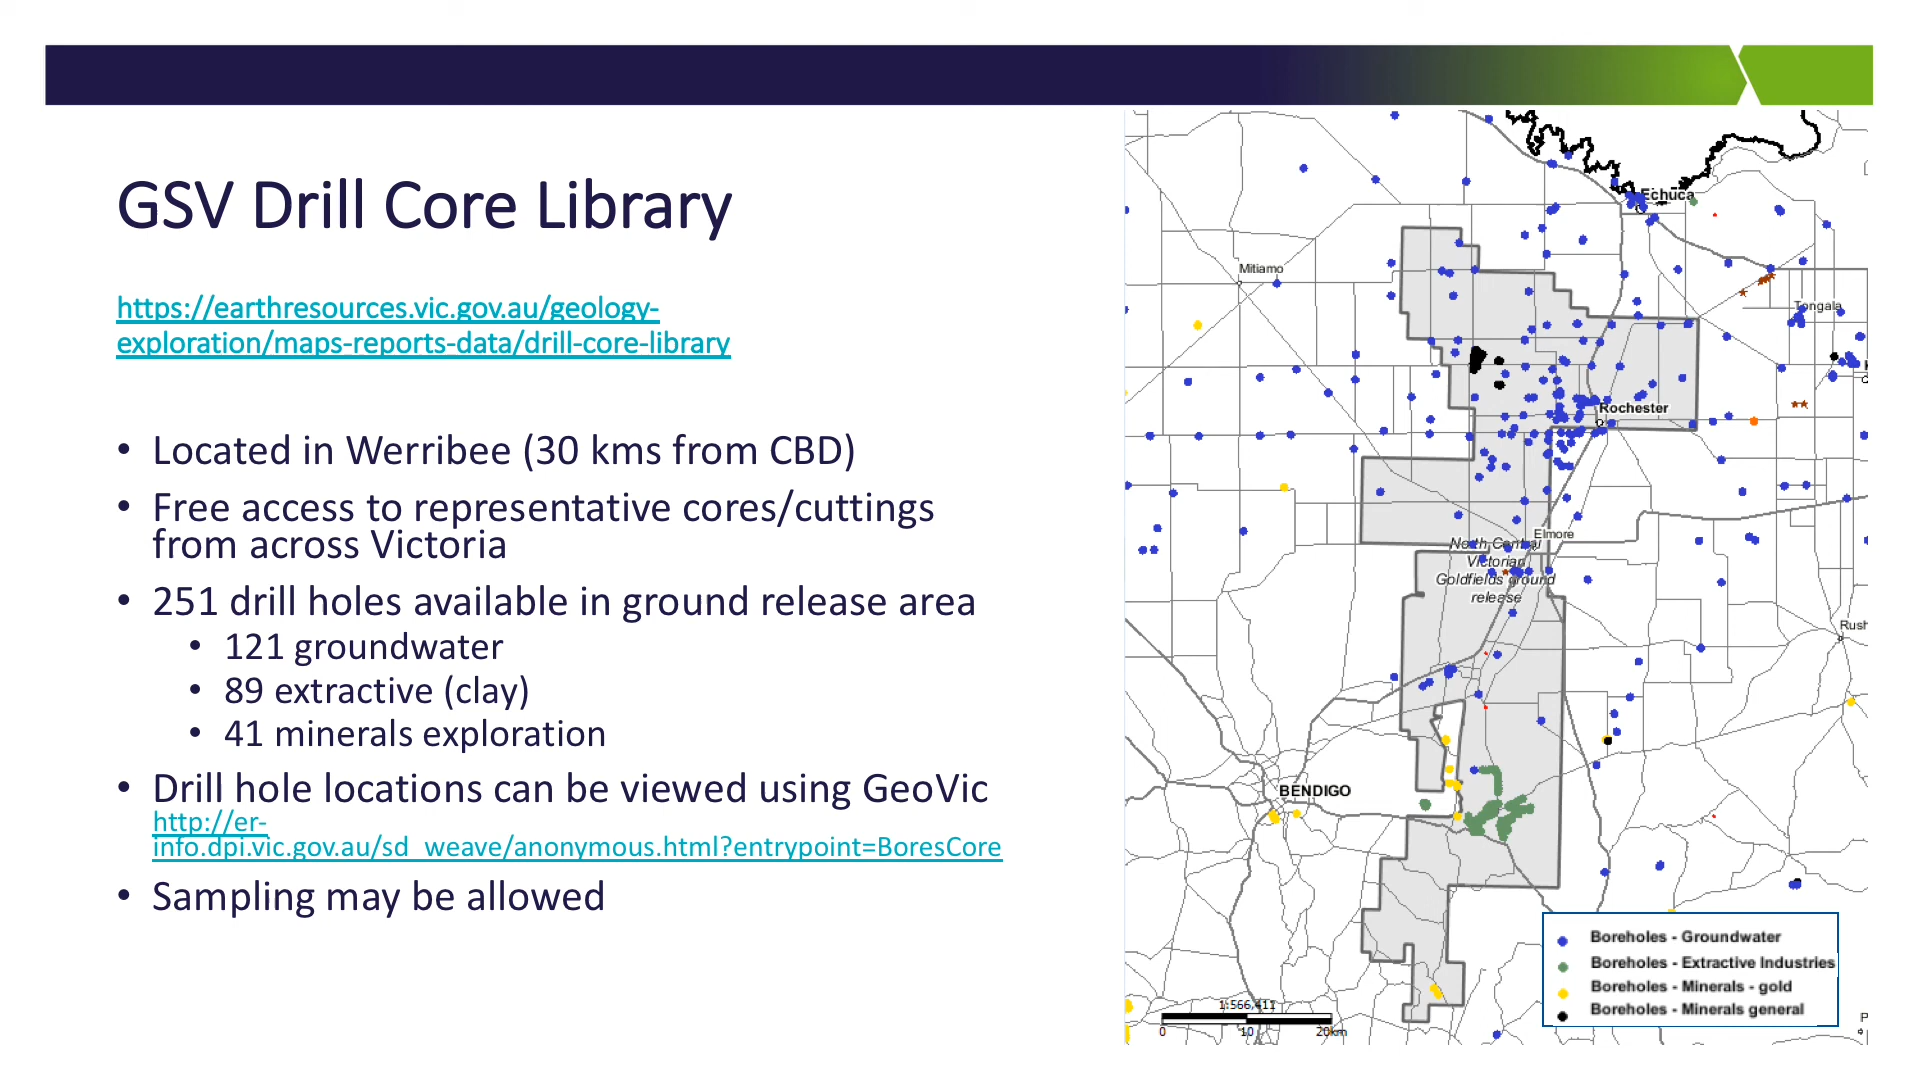 GSV Drill Core Library
https://earthresources.vic.gov.au/geology-
exploration/maps-reports-data/drill-core-library
• Located in Werribee (30 kms from CBD)
• Free access to representative cores/cuttings
from across Victoria
• 251 drill holes available in ground release area
• 121 groundwater
• 89 extractive (clay)
• 41 minerals exploration
• Drill hole locations can be viewed using GeoVic
http://er-
info.dpi.vic.gov.au/sd_weave/anonymous.html?entrypoint=BoresCore
• Sampling may be allowed
Echuca
Mitiamo
Tongala
Rochester
Elmore
North Central
Victorian
Goldfields ground
release
Rush
BENDIGO
1:566,411
0 10 20km
Boreholes - Groundwater
Boreholes - Extractive Industries
Boreholes - Minerals - gold
Boreholes - Minerals general
P